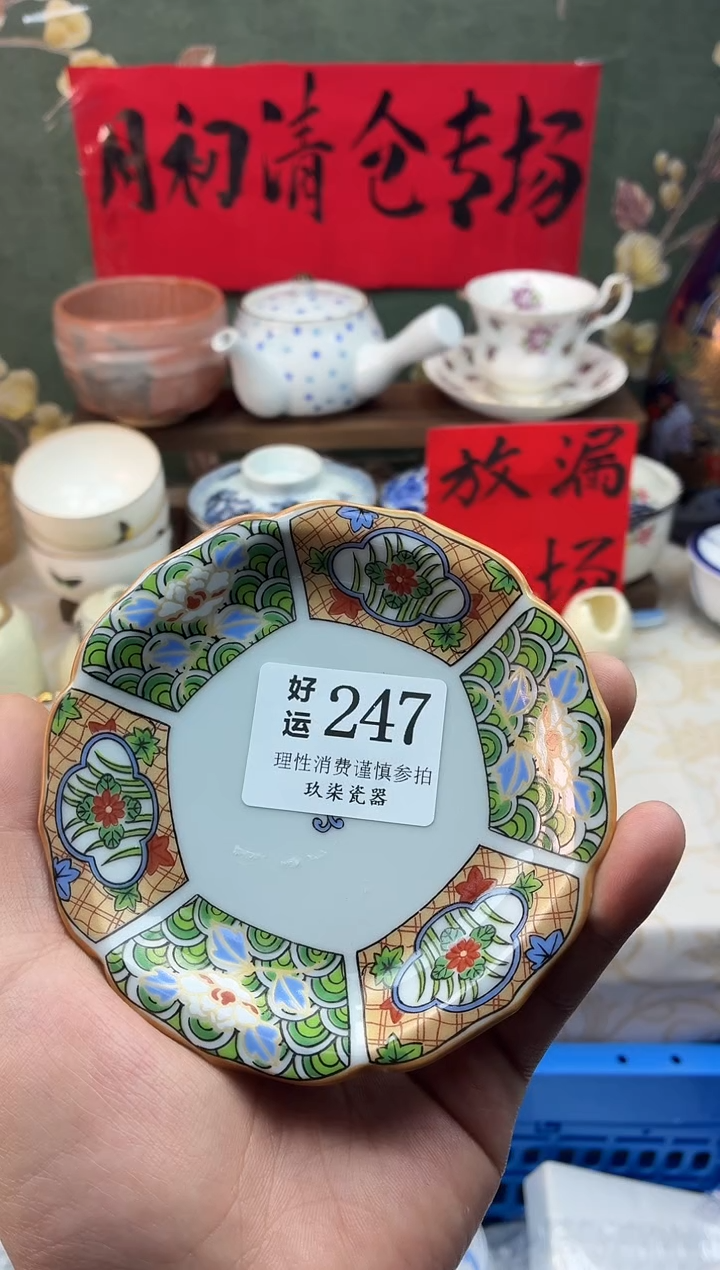 月初清仓专场
放漏
场
好运 247
理性消费谨慎参拍
玖柒瓷器